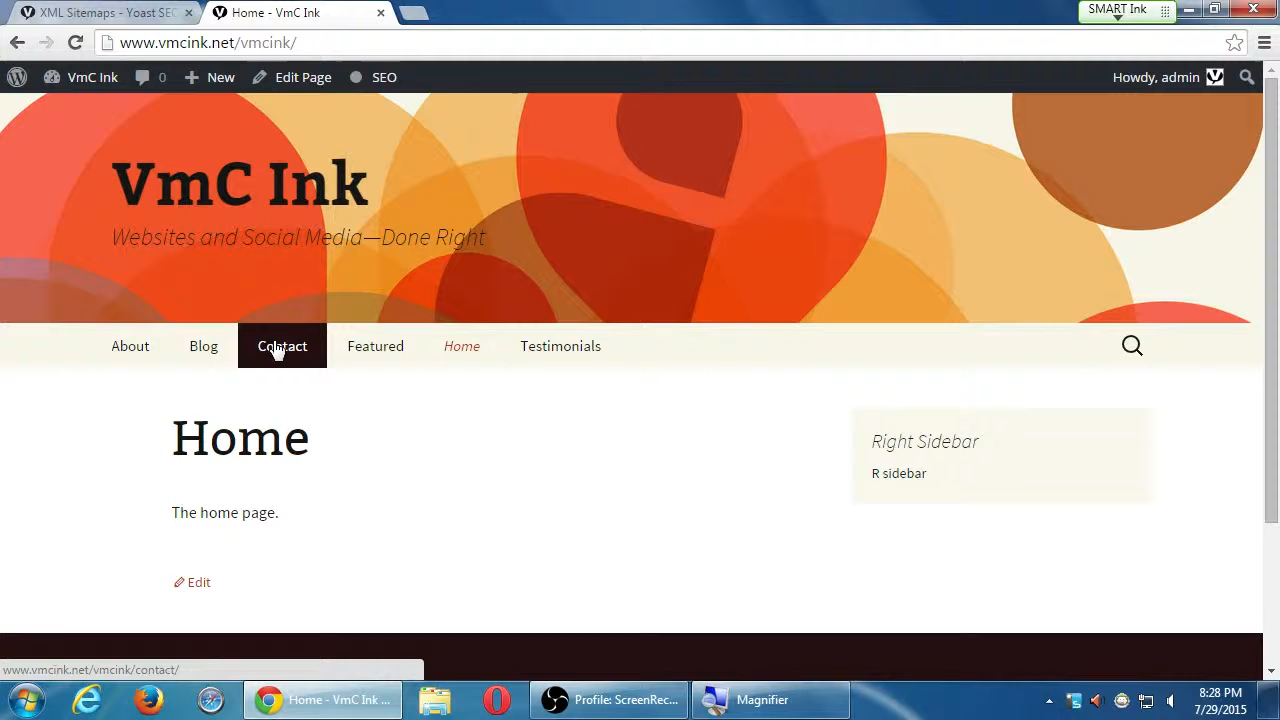 XML Sitemaps - Yoast SEO
Home - VmC Ink
SMART Ink
www.vmcink.net/vmcink/
VmC Ink 0 New Edit Page SEO Howdy, admin
VmC Ink
Websites and Social Media—Done Right
About Blog Contact Featured Home Testimonials
Home
Right Sidebar
R sidebar
The home page.
Edit
www.vmcink.net/vmcink/contact/
Home - VmC Ink ...
Profile: ScreenRec...
Magnifier
8:28 PM
7/29/2015